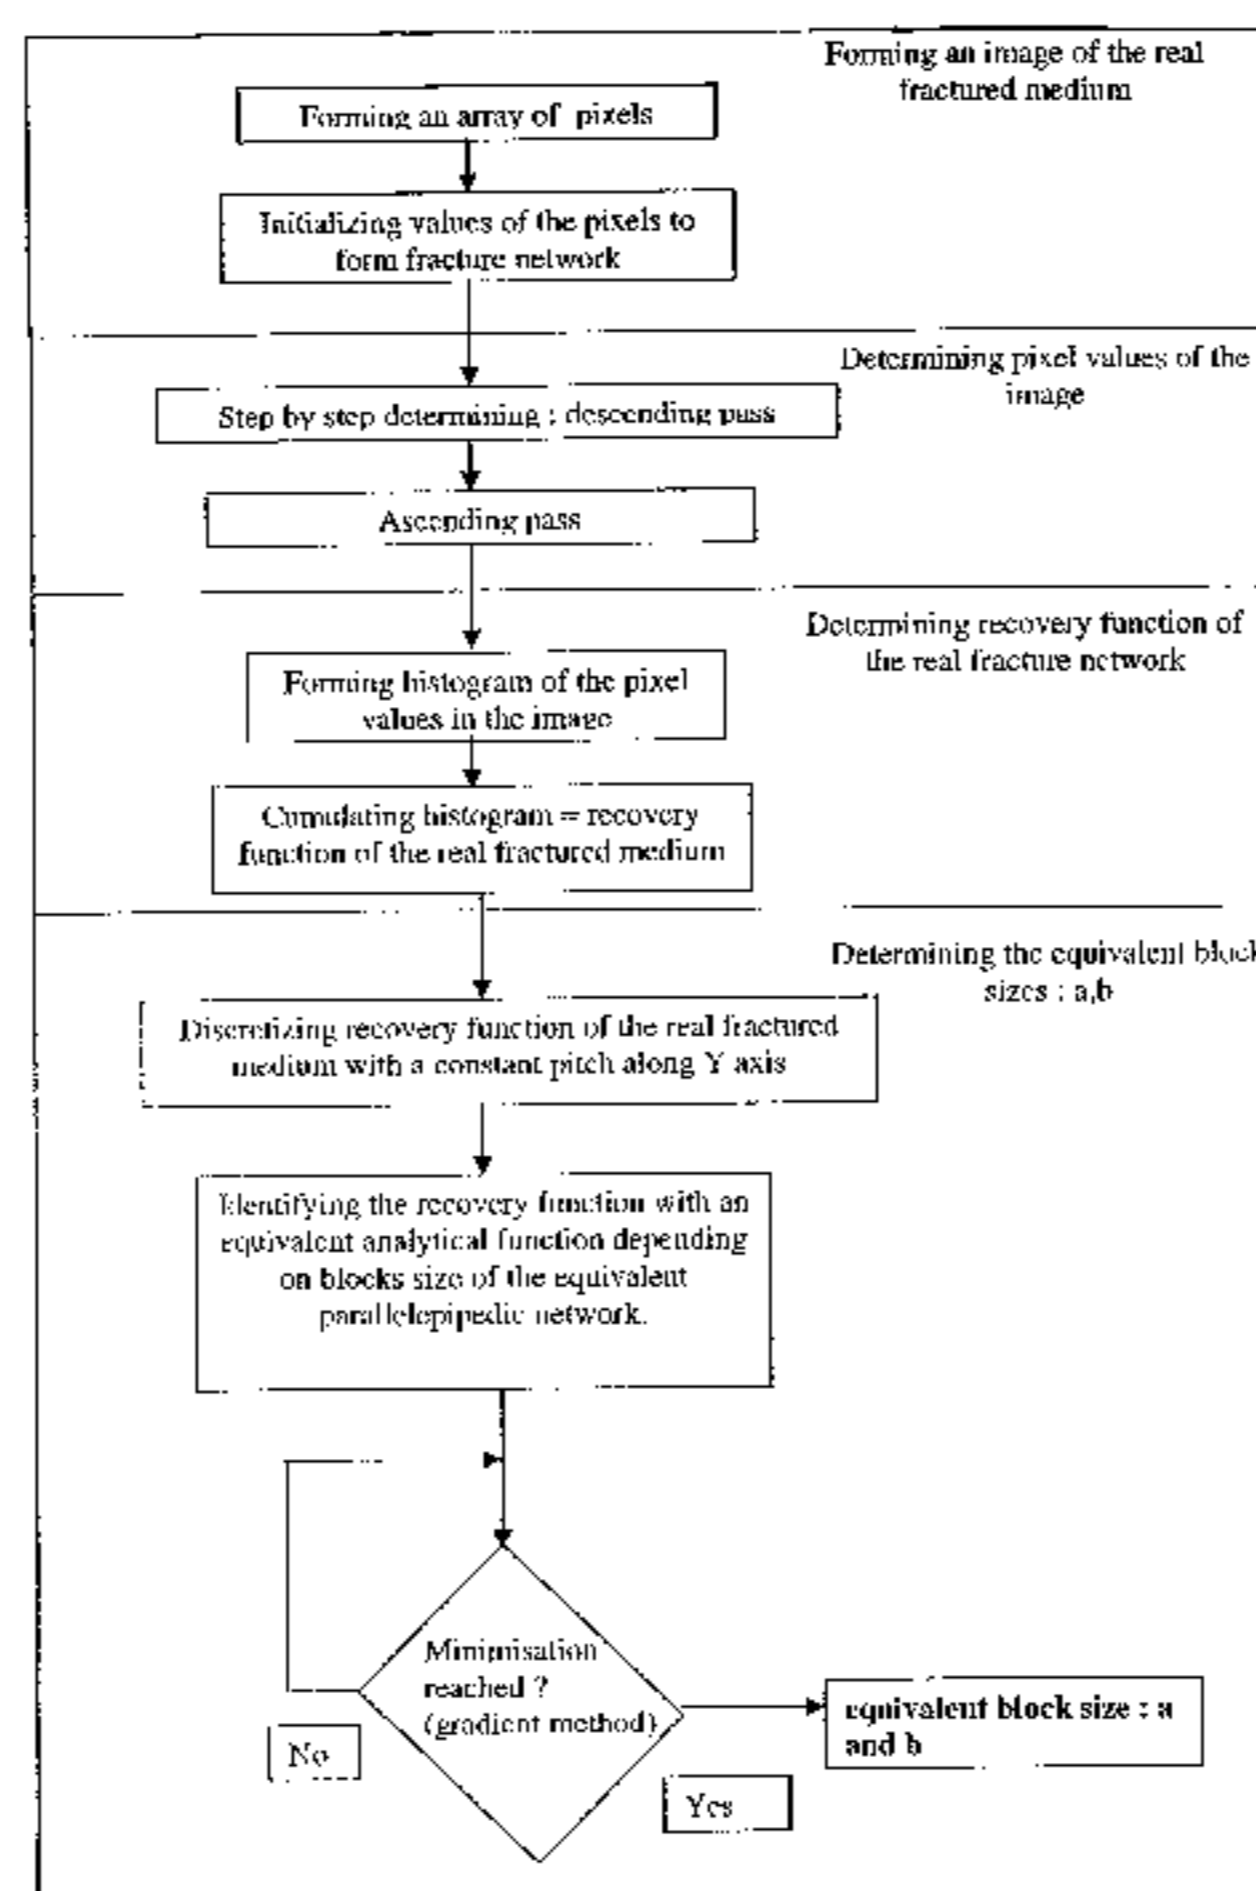 Forming an image of the real
fractured medium
Forming an array of pixels
Initializing values of the pixels to
form fracture network
Determining pixel values of the
image
Step by step determining : descending pass
Ascending pass
Determining recovery function of
the real fracture network
Forming histogram of the pixel
values in the image
Cumulating histogram = recovery
function of the real fractured medium
Determining the equivalent block
sizes : a,b
Discretizing recovery function of the real fractured
medium with a constant pitch along Y axis
Identifying the recovery function with an
equivalent analytical function depending
on blocks size of the equivalent
parallelepipedic network.
Minimisation
reached ?
(gradient method)
equivalent block size : a
and b
No
Yes